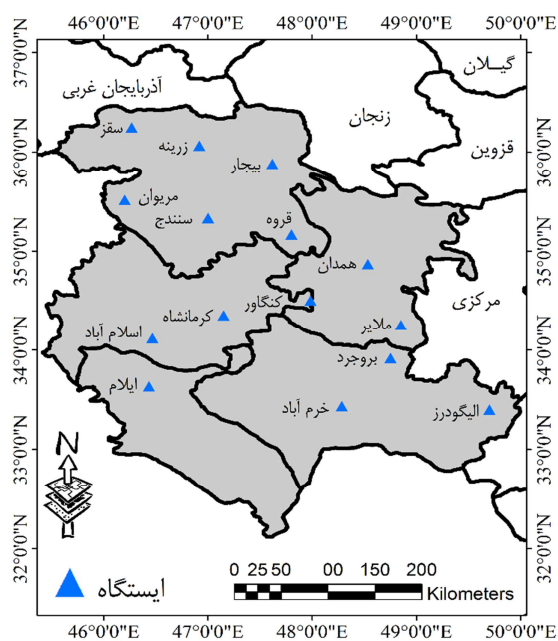 46°0'0"E 47°0'0"E 48°0'0"E 49°0'0"E 50°0'0"E
37°0'0"N
36°0'0"N
35°0'0"N
34°0'0"N
33°0'0"N
32°0'0"N
گیـلان
آذربایجان غربی
زنجان
قزوین
سقز
زرینه
بیجار
مریوان
سنندج
قروه
همدان
مرکزی
کنگاور
کرمانشاه
ملایر
اسلام آباد
بروجرد
ایلام
خرم آباد
الیگودرز
37°0'0"N
36°0'0"N
35°0'0"N
34°0'0"N
33°0'0"N
32°0'0"N
N
ایستگاه
0 25 50 00 150 200
Kilometers
46°0'0"E 47°0'0"E 48°0'0"E 49°0'0"E 50°0'0"E